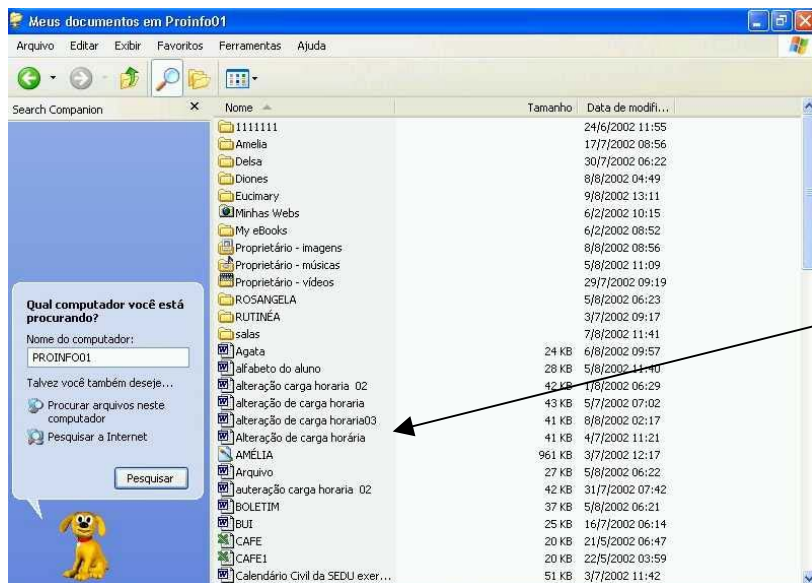 Meus documentos em Proinfo01
Arquivo Editar Exibir Favoritos Ferramentas Ajuda
Search Companion
Qual computador você está
procurando?
Nome do computador:
PROINFO01
Talvez você também deseje...
Procurar arquivos neste
computador
Pesquisar a Internet
Pesquisar
Nome Tamanho Data de modifi...
1111111 24/6/2002 11:55
Amelia 17/7/2002 08:56
Delsa 30/7/2002 06:22
Diones 8/8/2002 04:49
Eucimary 9/8/2002 13:11
Minhas Webs 6/2/2002 10:15
My eBooks 6/2/2002 08:52
Proprietário - imagens 8/8/2002 08:56
Proprietário - músicas 5/8/2002 11:09
Proprietário - vídeos 29/7/2002 09:19
ROSANGELA 5/8/2002 06:23
RUTINÉA 3/7/2002 09:17
salas 7/8/2002 11:41
Agata 24 KB 6/8/2002 09:57
alfabeto do aluno 28 KB 5/8/2002 11:40
alteração carga horaria 02 42 KB 1/8/2002 06:29
alteração de carga horaria 43 KB 5/7/2002 07:02
alteração de carga horaria03 41 KB 8/8/2002 02:17
Alteração de carga horária 41 KB 4/7/2002 11:21
AMÉLIA 961 KB 3/7/2002 12:17
Arquivo 27 KB 5/8/2002 06:22
auteração carga horaria 02 42 KB 31/7/2002 07:42
BOLETIM 37 KB 5/8/2002 06:21
BUI 25 KB 16/7/2002 06:14
CAFE 20 KB 21/5/2002 06:47
CAFE1 20 KB 22/5/2002 03:59
Calendário Civil da SEDU exer... 51 KB 3/7/2002 11:42